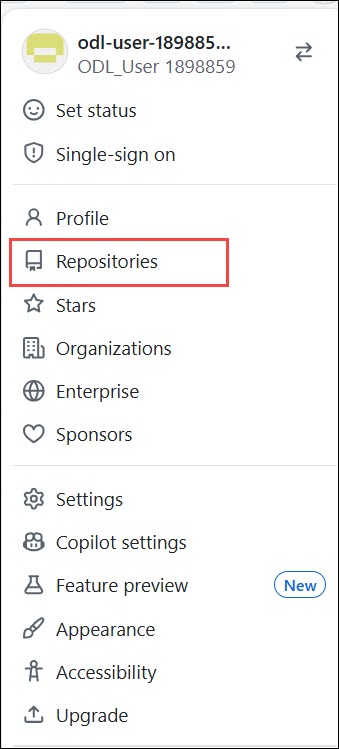 odl-user-189885...
ODL_User 1898859
Set status
Single-sign on
Profile
Repositories
Stars
Organizations
Enterprise
Sponsors
Settings
Copilot settings
Feature preview New
Appearance
Accessibility
Upgrade